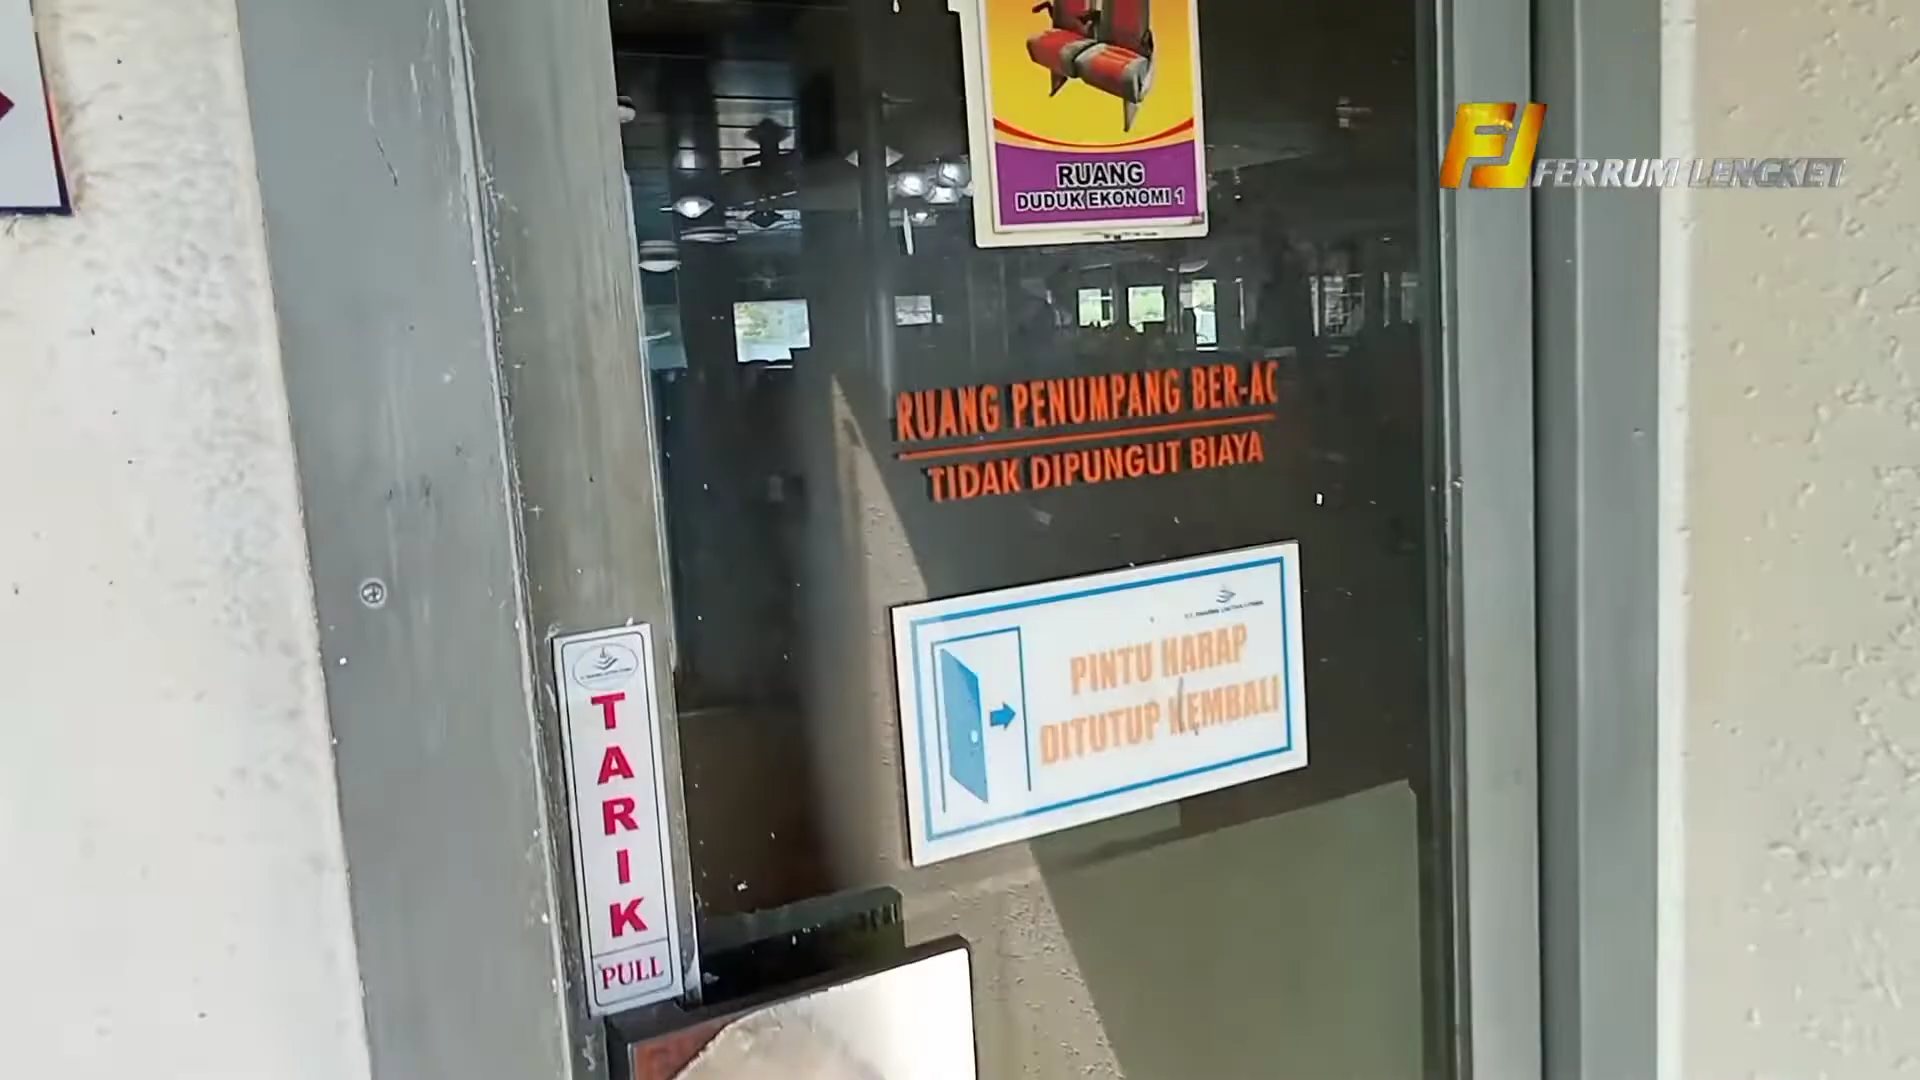 RUANG
DUDUK EKONOMI 1
FERRUM LENGKET
RUANG PENUMPANG BER-AC
TIDAK DIPUNGUT BIAYA
PINTU HARAP
DITUTUP KEMBALI
TARIK
PULL